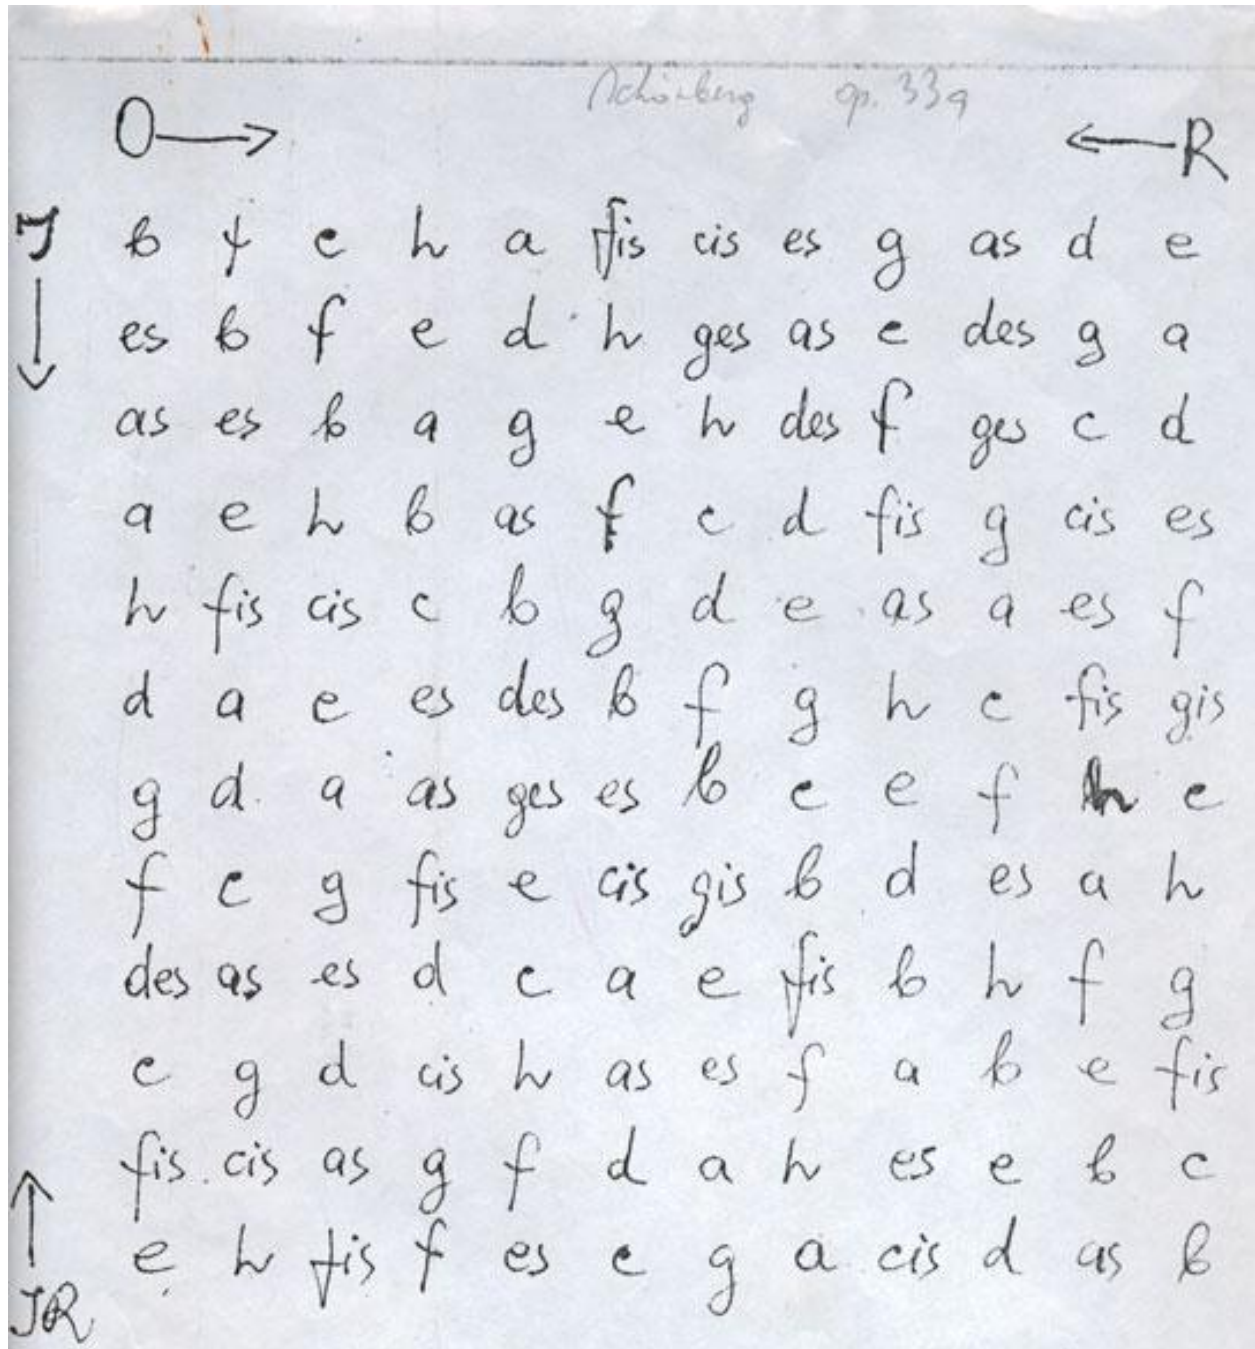 Schönberg op. 33a
O → ← R
J b f c h a fis cis es g as d e
↓ es b f e d h ges as c des g a
as es b a g e h des f ges c d
a e h b as f c d fis g cis es
h fis cis c b g d e as a es f
d a e es des b f g h c fis gis
g d a as ges es b c e f h c
f c g fis e cis gis b d es a h
des as es d c a e fis b h f g
c g d cis h as es f a b e fis
↑ fis cis as g f d a h es e b c
e h fis f es c g a cis d as b
JR